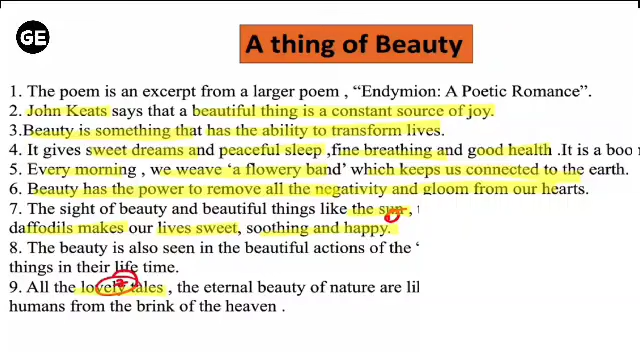 GE
A thing of Beauty
1. The poem is an excerpt from a larger poem , “Endymion: A Poetic Romance”.
2. John Keats says that a beautiful thing is a constant source of joy.
3.Beauty is something that has the ability to transform lives.
4. It gives sweet dreams and peaceful sleep ,fine breathing and good health .It is a boo
5. Every morning , we weave ‘a flowery band’ which keeps us connected to the earth.
6. Beauty has the power to remove all the negativity and gloom from our hearts.
7. The sight of beauty and beautiful things like the sun ,
daffodils makes our lives sweet, soothing and happy.
8. The beauty is also seen in the beautiful actions of the ‘
things in their life time.
9. All the lovely tales , the eternal beauty of nature are
humans from the brink of the heaven .